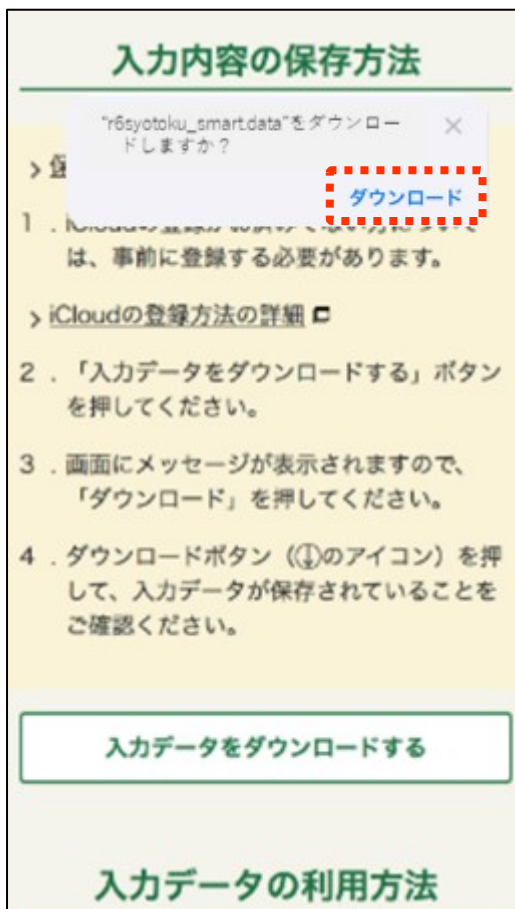 入力内容の保存方法
"r6syotoku_smart.data"をダウンロー
ドしますか？
ダウンロード
は、事前に登録する必要があります。
iCloudの登録方法の詳細
2．「入力データをダウンロードする」ボタン
を押してください。
3．画面にメッセージが表示されますので、
「ダウンロード」を押してください。
4．ダウンロードボタン（のアイコン）を押
して、入力データが保存されていることを
ご確認ください。
入力データをダウンロードする
入力データの利用方法